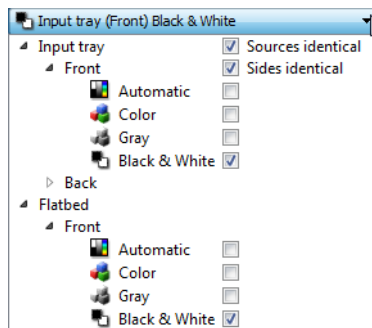 Input tray (Front) Black & White
Input tray Sources identical
Front Sides identical
Automatic
Color
Gray
Black & White
Back
Flatbed
Front
Automatic
Color
Gray
Black & White